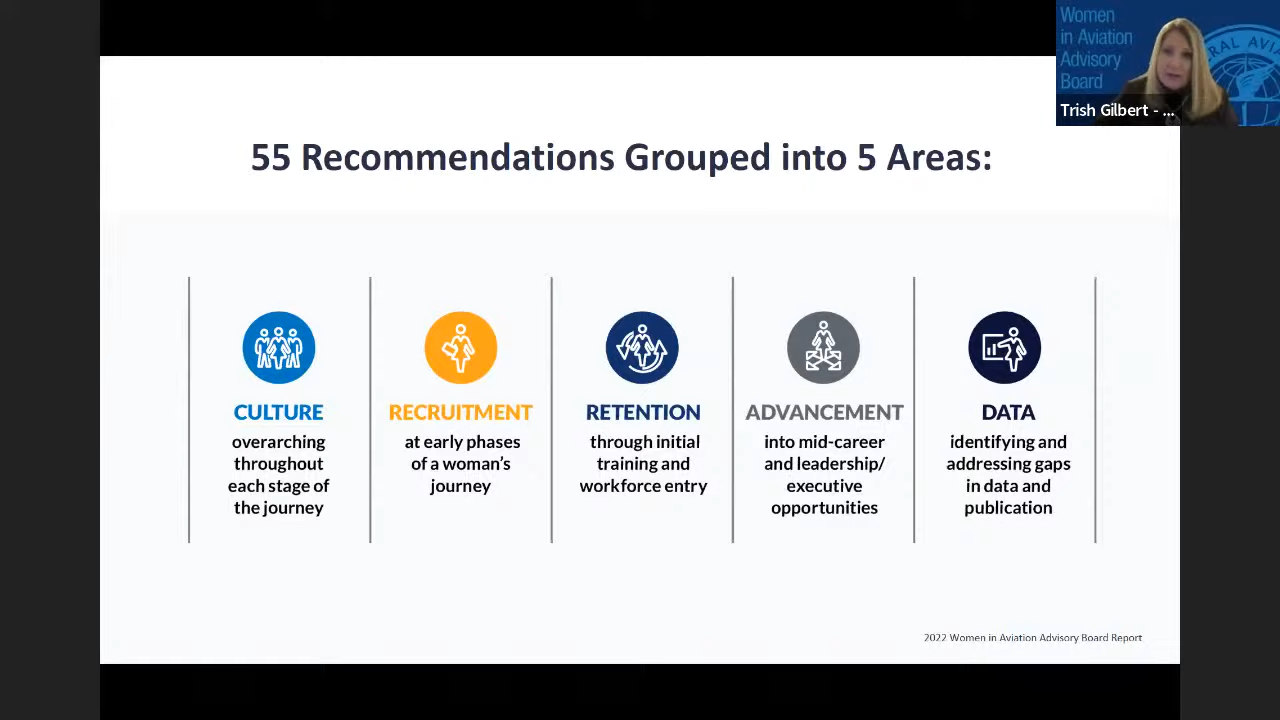 Women
in Aviation
Advisory
Board
Trish Gilbert - ...
55 Recommendations Grouped into 5 Areas:
CULTURE
overarching
throughout
each stage of
the journey
RECRUITMENT
at early phases
of a woman's
journey
RETENTION
through initial
training and
workforce entry
ADVANCEMENT
into mid-career
and leadership/
executive
opportunities
DATA
identifying and
addressing gaps
in data and
publication
2022 Women in Aviation Advisory Board Report